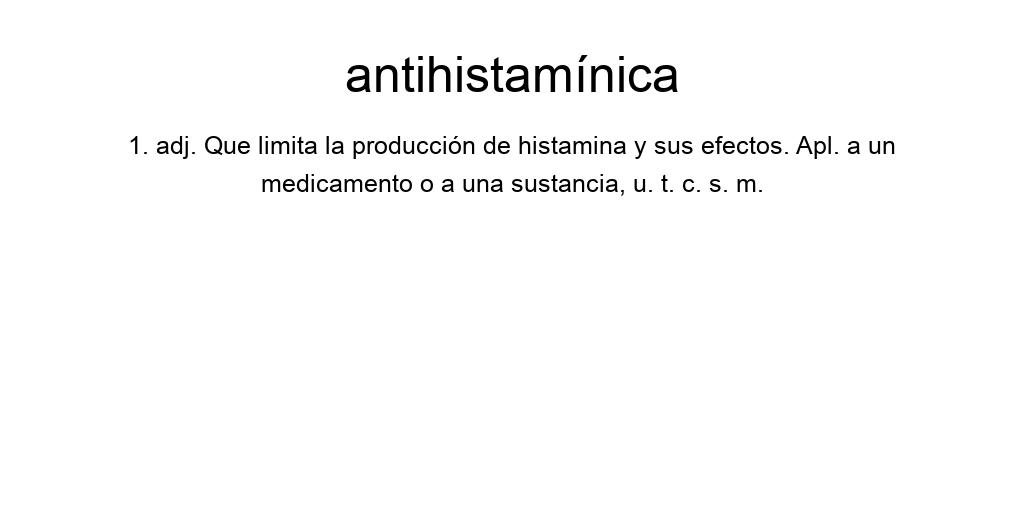 antihistamínica
1. adj. Que limita la producción de histamina y sus efectos. Apl. a un
medicamento o a una sustancia, u. t. c. s. m.